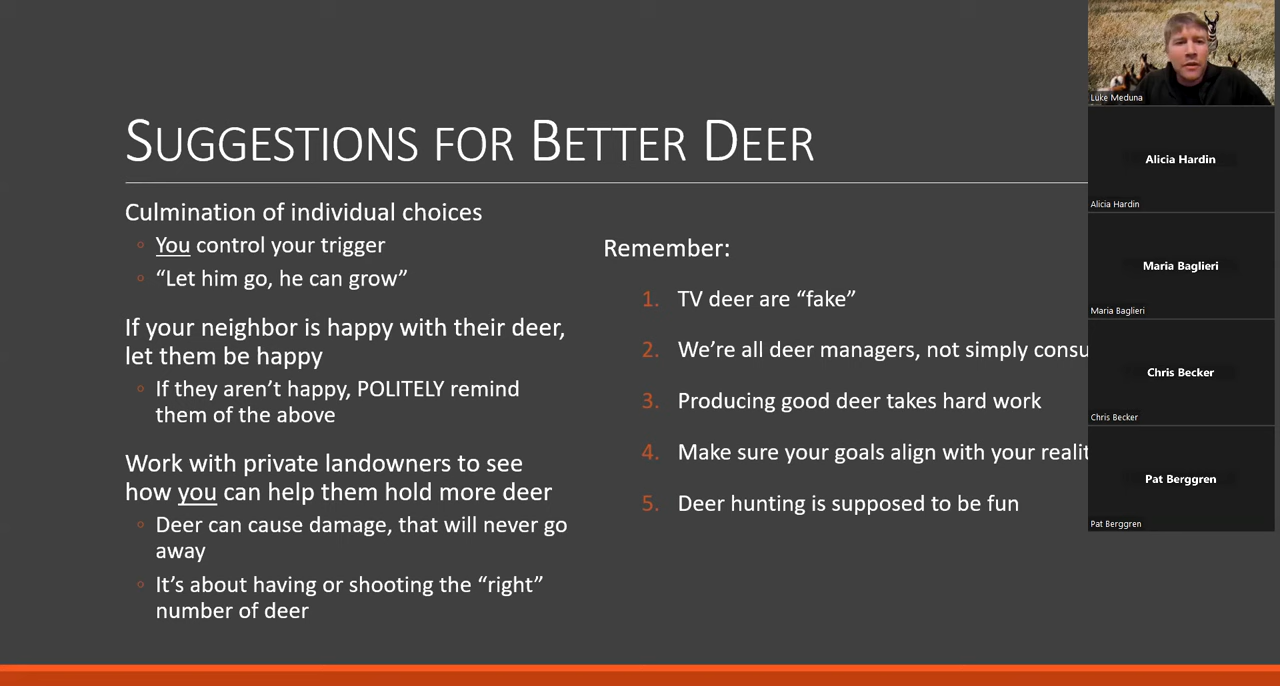 SUGGESTIONS FOR BETTER DEER
Culmination of individual choices
You control your trigger
“Let him go, he can grow”
If your neighbor is happy with their deer,
let them be happy
If they aren’t happy, POLITELY remind
them of the above
Work with private landowners to see
how you can help them hold more deer
Deer can cause damage, that will never go
away
It’s about having or shooting the “right”
number of deer
Remember:
1. TV deer are “fake”
2. We’re all deer managers, not simply
3. Producing good deer takes hard work
4. Make sure your goals align with your
5. Deer hunting is supposed to be fun
Luke Meduna
Alicia Hardin
Alicia Hardin
Maria Baglieri
Maria Baglieri
Chris Becker
Chris Becker
Pat Berggren
Pat Berggren